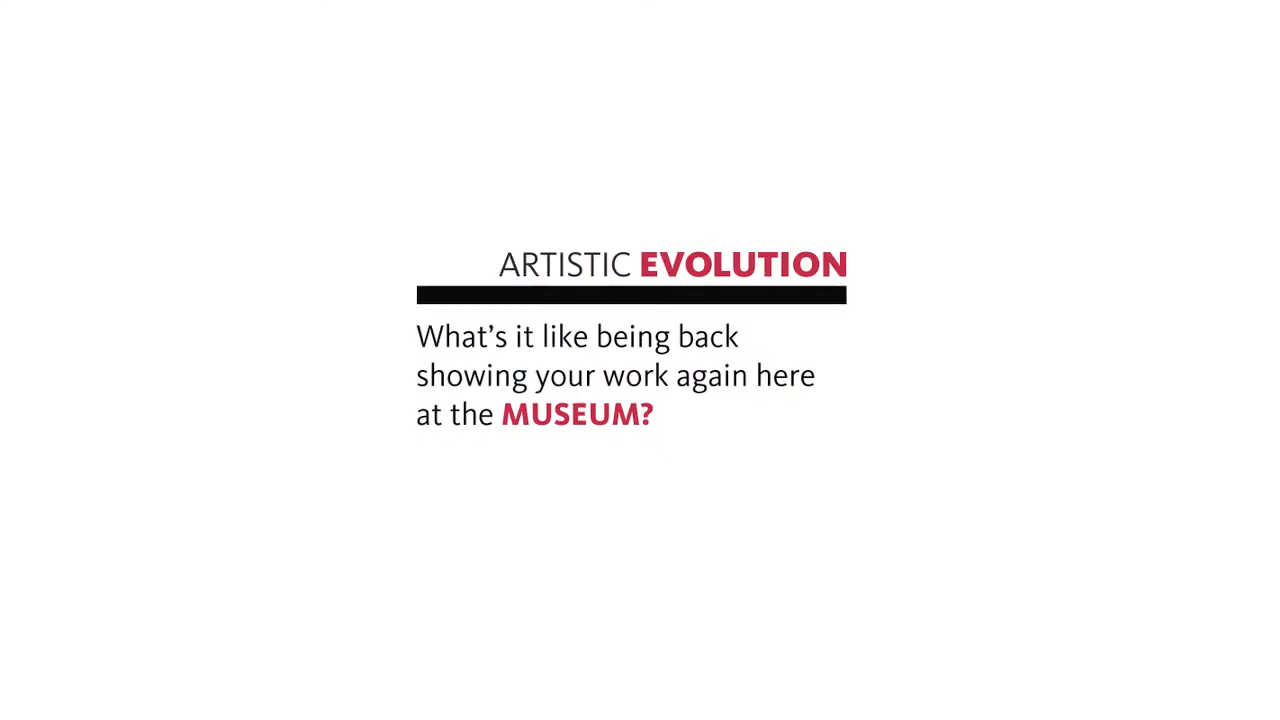 ARTISTIC EVOLUTION
What’s it like being back
showing your work again here
at the MUSEUM?